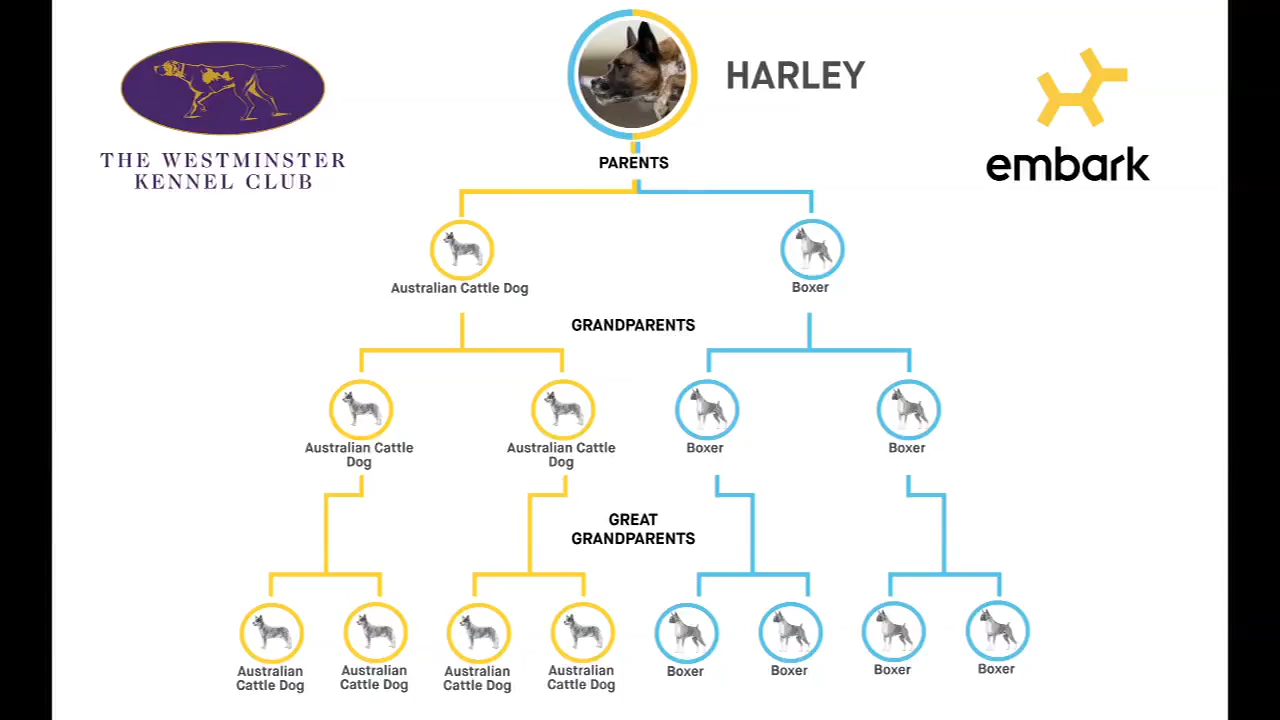 HARLEY
THE WESTMINSTER
KENNEL CLUB
embark
PARENTS
Australian Cattle Dog
Boxer
GRANDPARENTS
Australian Cattle
Dog
Australian Cattle
Dog
Boxer
Boxer
GREAT
GRANDPARENTS
Australian
Cattle Dog
Australian
Cattle Dog
Australian
Cattle Dog
Australian
Cattle Dog
Boxer
Boxer
Boxer
Boxer